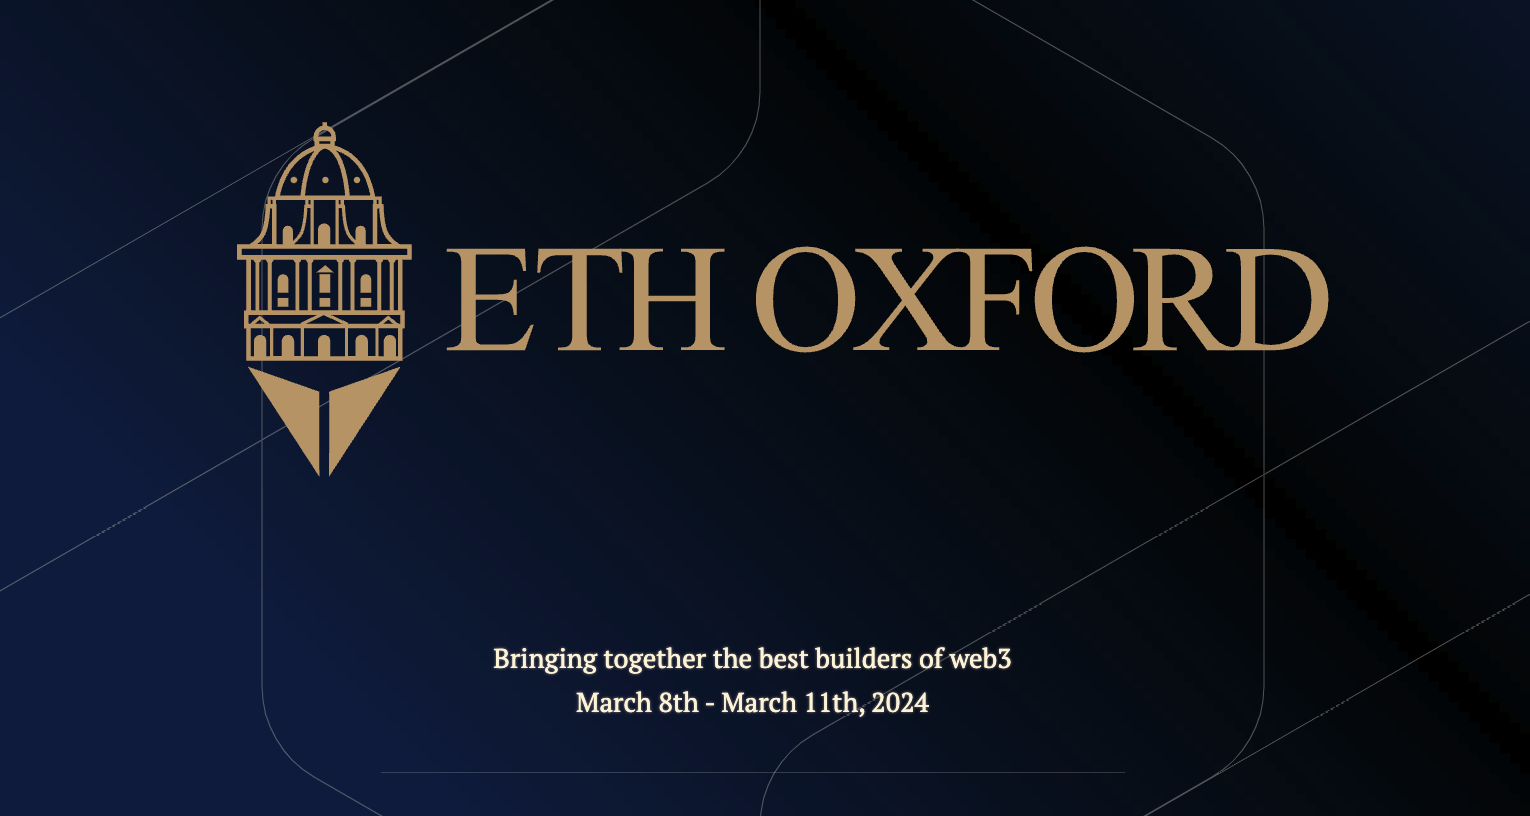 ETH OXFORD
Bringing together the best builders of web3
March 8th - March 11th, 2024